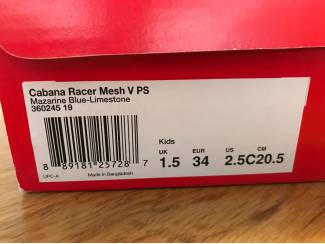 Cabana Racer Mesh V PS
Mazarine Blue-Limestone
360245 19
Kids
UK EUR US CM
1.5 34 2.5C 20.5
8 89181 25728 7
UPC-A Made in Bangladesh